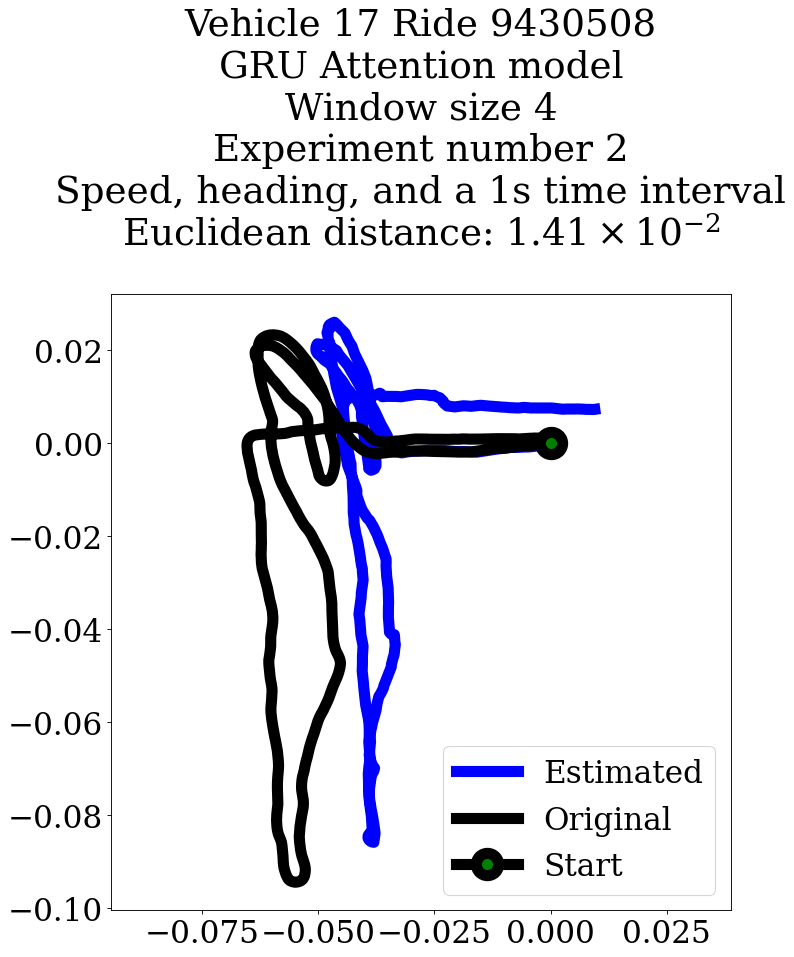 Vehicle 17 Ride 9430508
GRU Attention model
Window size 4
Experiment number 2
Speed, heading, and a 1s time interval
Euclidean distance: 1.41 × 10⁻²
0.02
0.00
−0.02
−0.04
−0.06
−0.08
−0.10
Estimated
Original
Start
−0.075 −0.050 −0.025 0.000 0.025